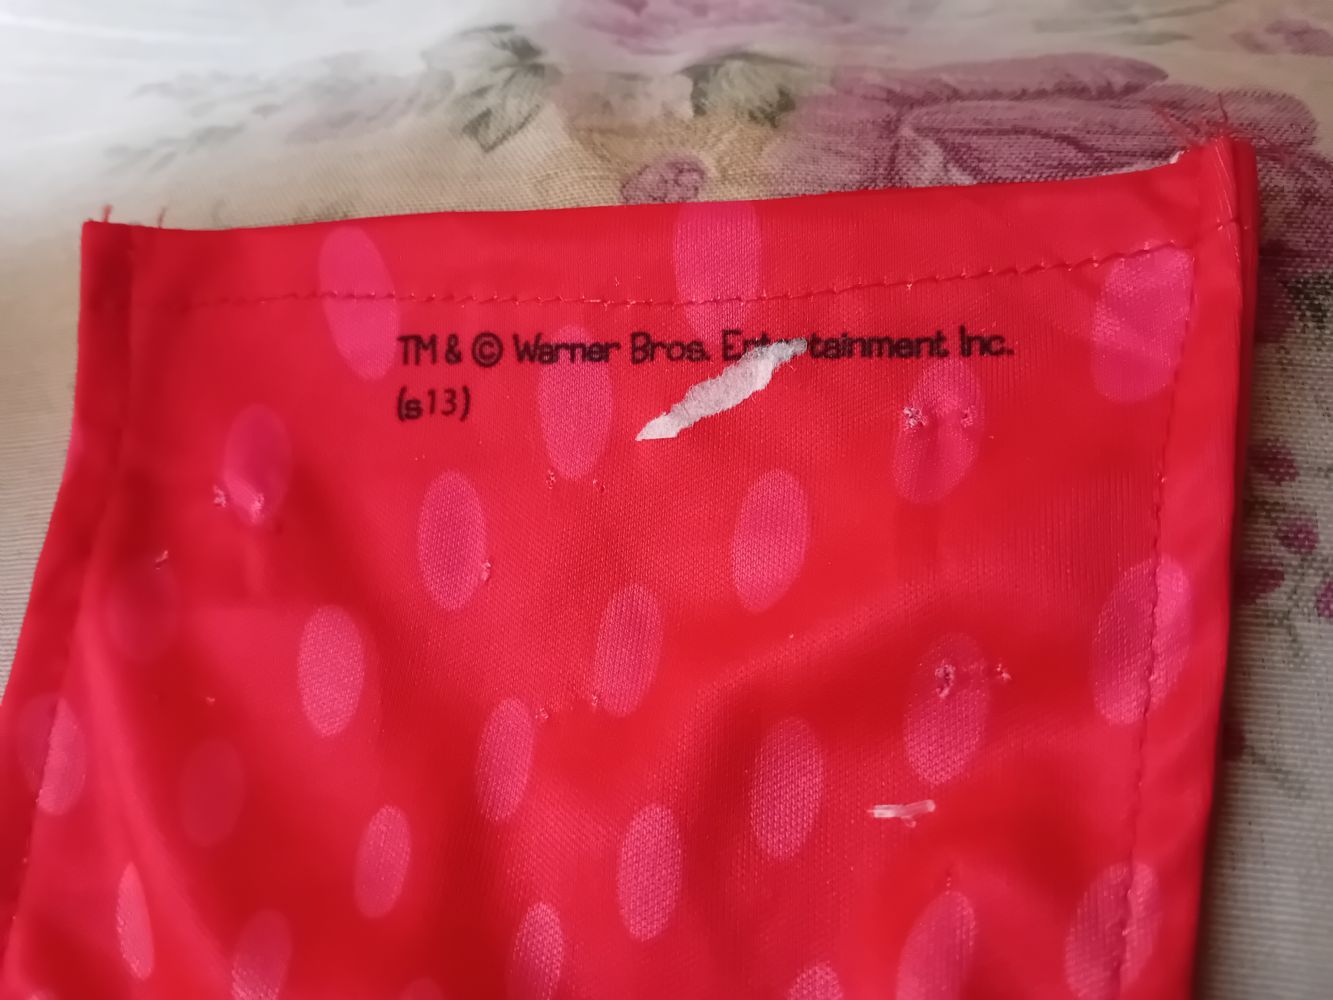 TM & © Warner Bros. Entertainment Inc.
(s13)